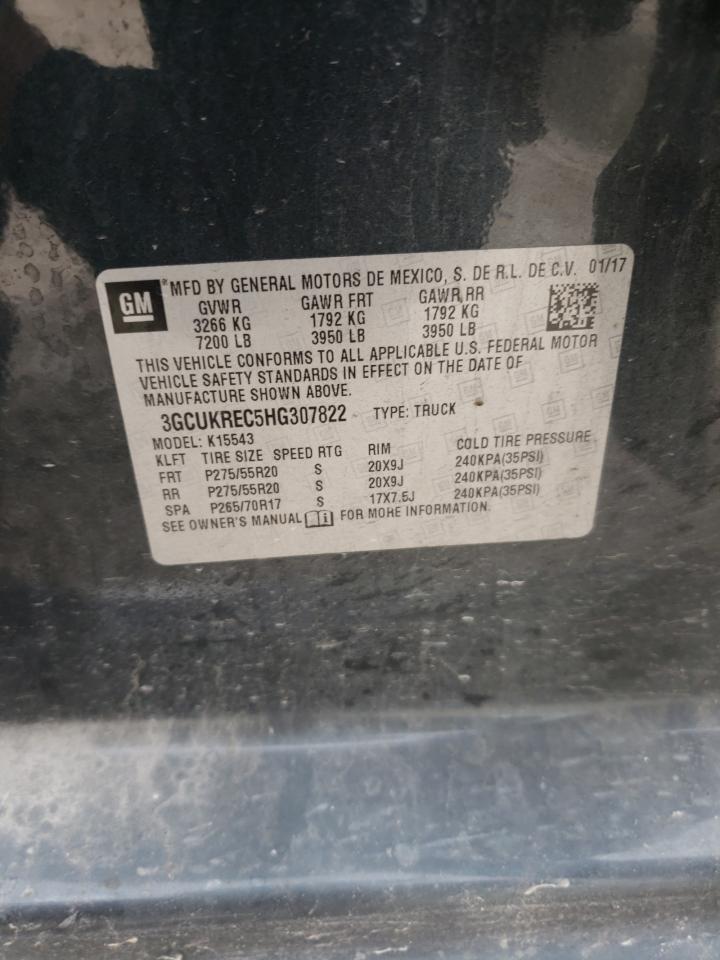 GM
*MFD BY GENERAL MOTORS DE MEXICO, S. DE R.L. DE C.V. 01/17
GVWR GAWR FRT GAWR RR
3266 KG 1792 KG 1792 KG
7200 LB 3950 LB 3950 LB
THIS VEHICLE CONFORMS TO ALL APPLICABLE U.S. FEDERAL MOTOR
VEHICLE SAFETY STANDARDS IN EFFECT ON THE DATE OF
MANUFACTURE SHOWN ABOVE.
3GCUKREC5HG307822 TYPE: TRUCK
MODEL: K15543
KLFT TIRE SIZE SPEED RTG RIM COLD TIRE PRESSURE
FRT P275/55R20 S 20X9J 240KPA(35PSI)
RR P275/55R20 S 20X9J 240KPA(35PSI)
SPA P265/70R17 S 17X7.5J 240KPA(35PSI)
SEE OWNER'S MANUAL FOR MORE INFORMATION.